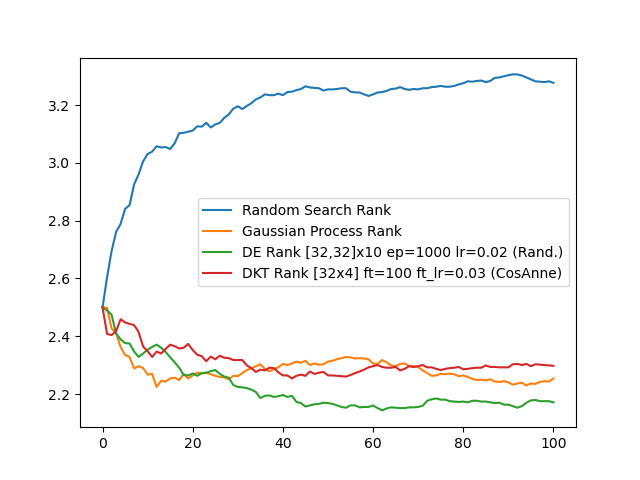 3.2
3.0
2.8
2.6
2.4
2.2
Random Search Rank
Gaussian Process Rank
DE Rank [32,32]x10 ep=1000 lr=0.02 (Rand.)
DKT Rank [32x4] ft=100 ft_lr=0.03 (CosAnne)
0 20 40 60 80 100